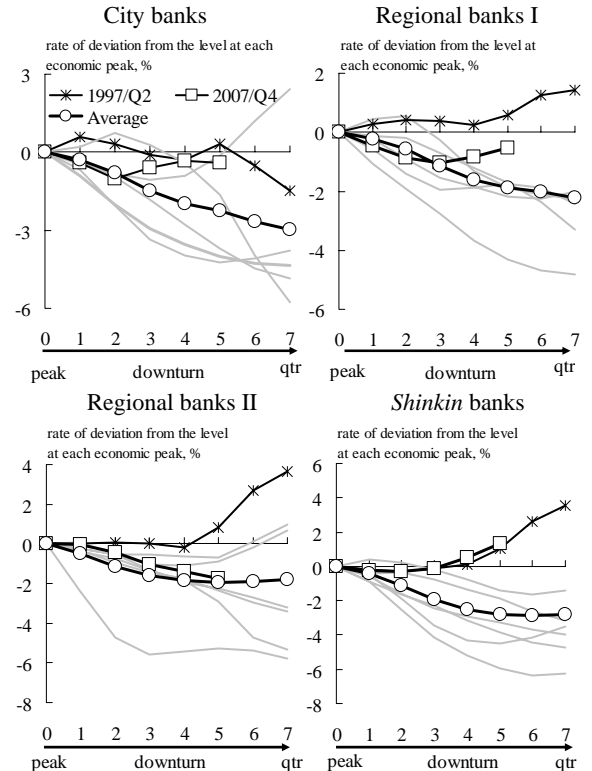 City banks
rate of deviation from the level at each
economic peak, %
3
0
-3
-6
1997/Q2
2007/Q4
Average
0 1 2 3 4 5 6 7
peak downturn qtr
Regional banks I
rate of deviation from the level at
each economic peak, %
2
0
-2
-4
-6
0 1 2 3 4 5 6 7
peak downturn qtr
Regional banks II
rate of deviation from the level
at each economic peak, %
4
2
0
-2
-4
-6
-8
0 1 2 3 4 5 6 7
peak downturn qtr
Shinkin banks
rate of deviation from the level
at each economic peak, %
6
4
2
0
-2
-4
-6
-8
0 1 2 3 4 5 6 7
peak downturn qtr